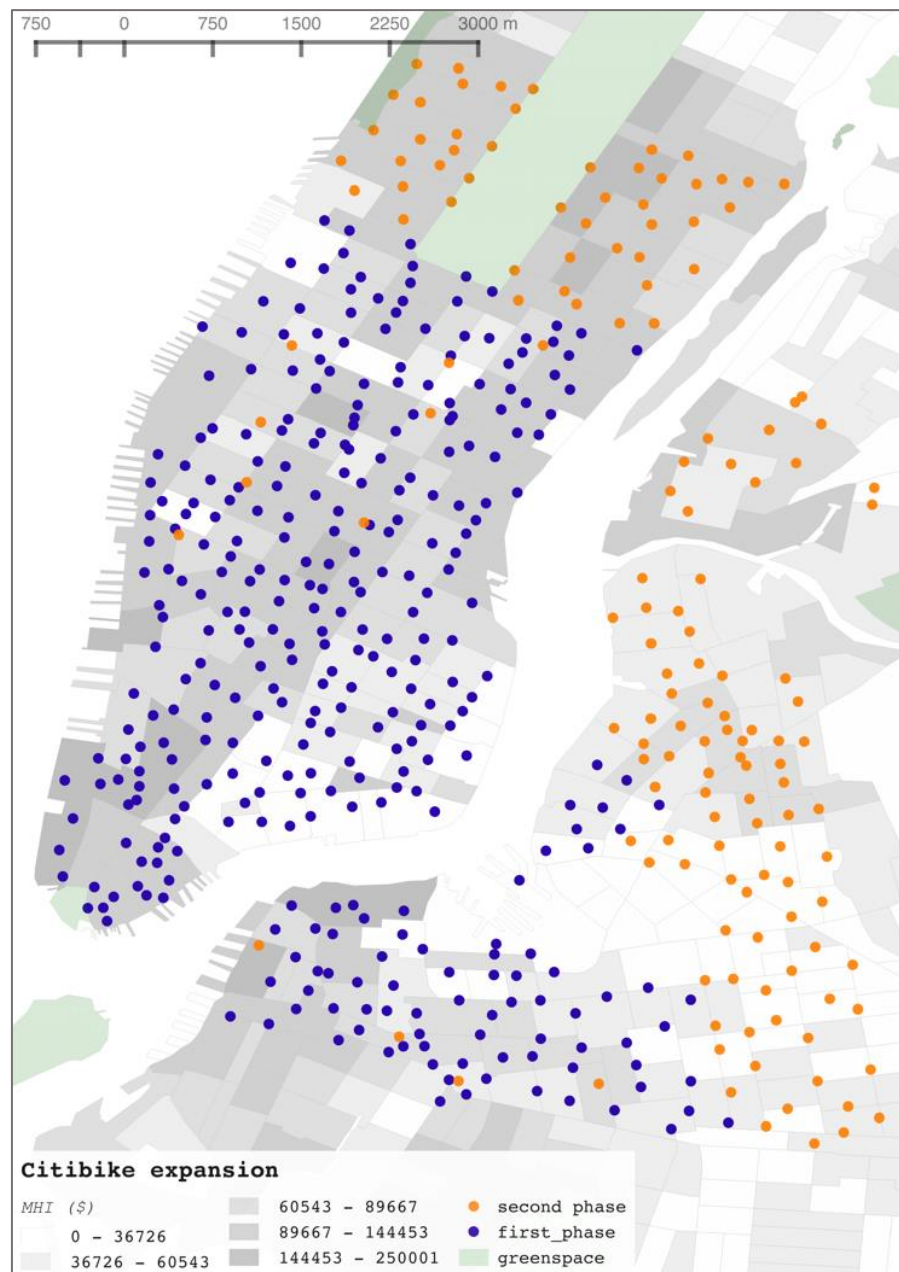 750 0 750 1500 2250 3000 m
Citibike expansion
MHI ($)
0 - 36726
36726 - 60543
60543 - 89667
89667 - 144453
144453 - 250001
second phase
first_phase
greenspace